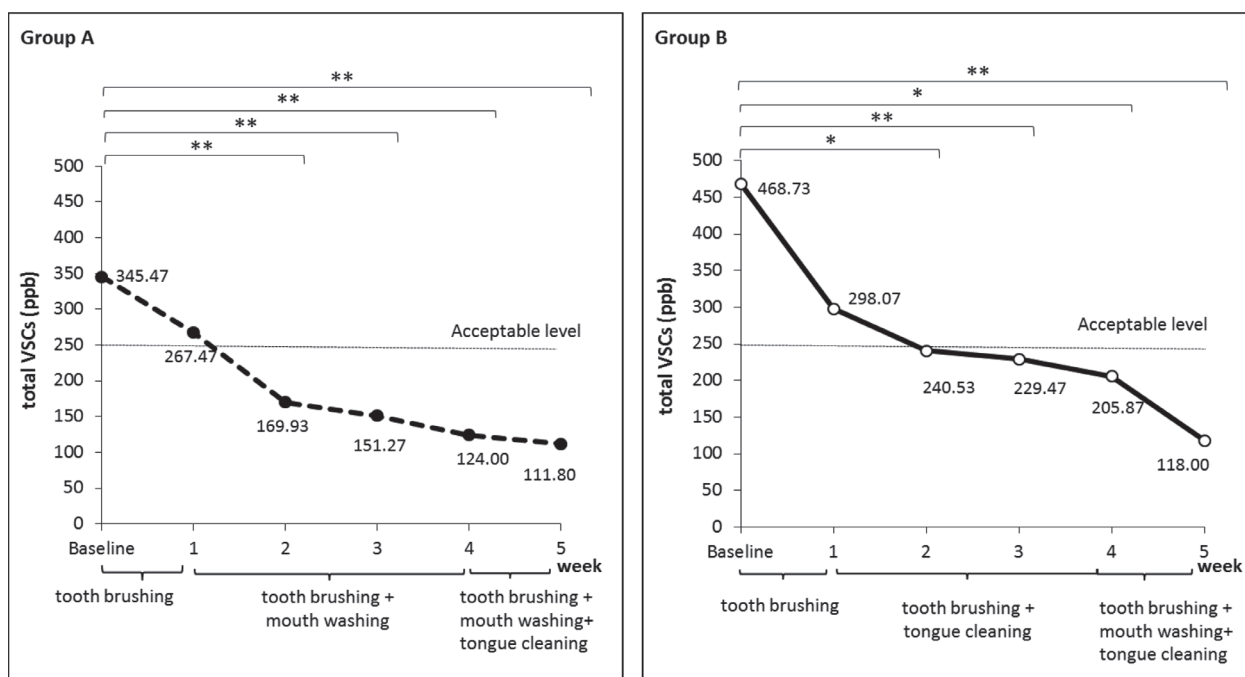 Group A
**
**
**
**
500
450
400
350
300
250
200
150
100
50
0
total VSCs (ppb)
345.47
267.47
169.93
151.27
124.00
111.80
Acceptable level
Baseline 1 2 3 4 5
week
tooth brushing
tooth brushing +
mouth washing
tooth brushing +
mouth washing+
tongue cleaning
Group B
**
*
**
*
500
450
400
350
300
250
200
150
100
50
0
total VSCs (ppb)
468.73
298.07
240.53
229.47
205.87
118.00
Acceptable level
Baseline 1 2 3 4 5
week
tooth brushing
tooth brushing +
tongue cleaning
tooth brushing +
mouth washing+
tongue cleaning